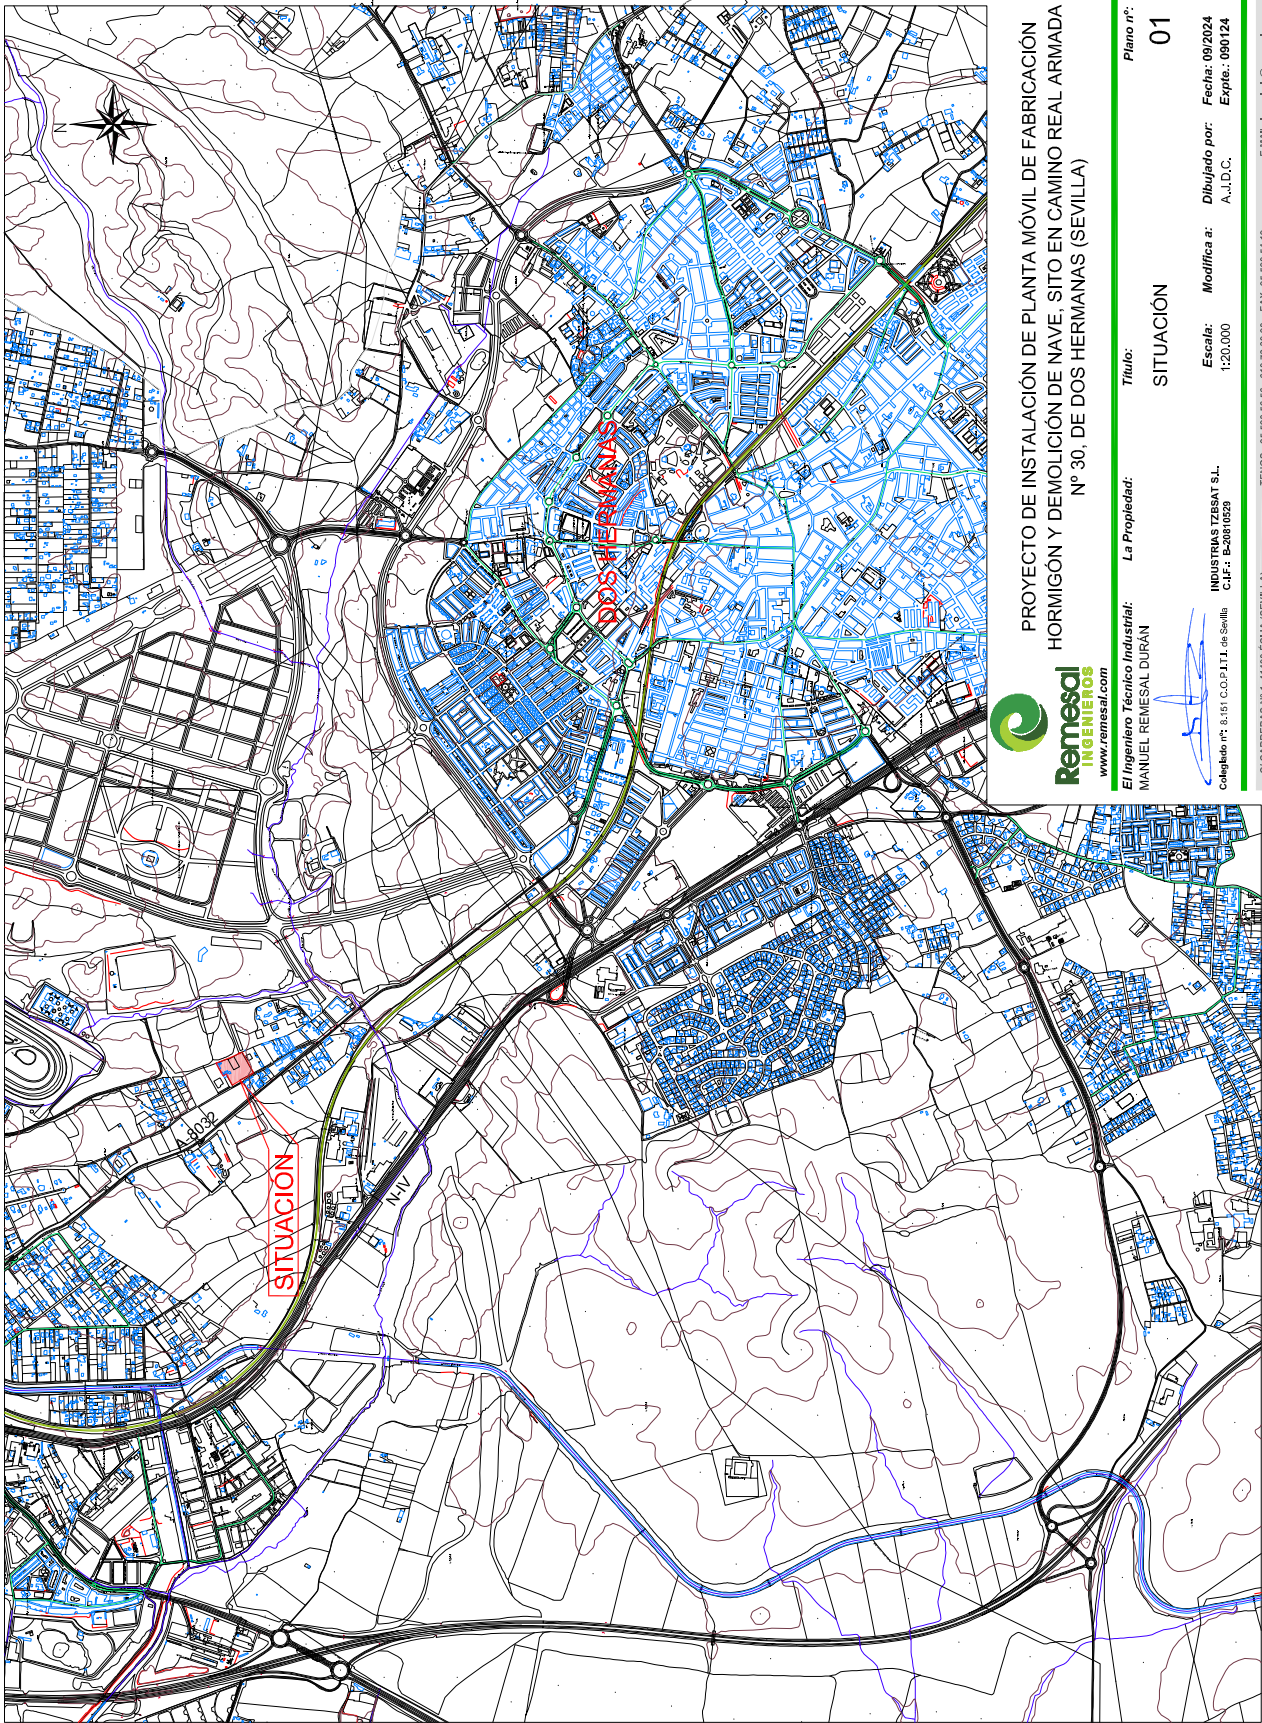 N
DOS HERMANAS
A-8032
SITUACIÓN
N-IV
PROYECTO DE INSTALACIÓN DE PLANTA MÓVIL DE FABRICACIÓN
HORMIGÓN Y DEMOLICIÓN DE NAVE, SITO EN CAMINO REAL ARMADA
Nº 30, DE DOS HERMANAS (SEVILLA)
Remesal
INGENIEROS
www.remesal.com
El Ingeniero Técnico Industrial:
MANUEL REMESAL DURÁN
Colegiado nº: 8.151 C.O.P.I.T.I. de Sevilla
La Propiedad:
INDUSTRIAS TZBSAT S.L.
C.I.F.: B-20810529
Título:
SITUACIÓN
Plano nº:
01
Escala:
1:20.000
Modifica a:
Dibujado por:
A.J.D.C.
Fecha: 09/2024
Expte.: 090124